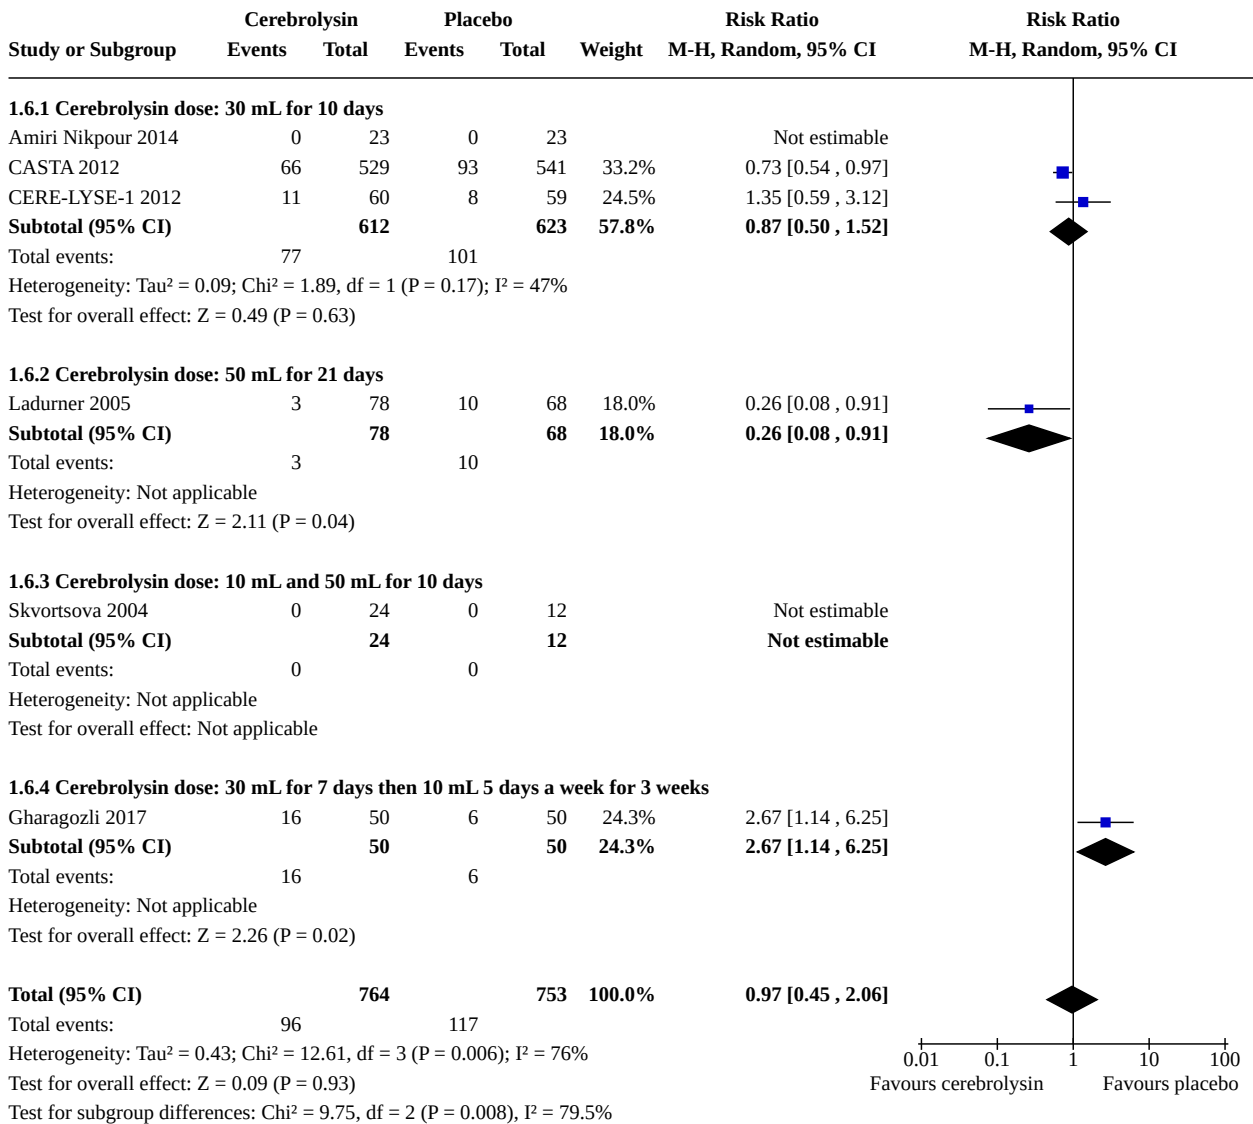 Cerebrolysin Placebo Risk Ratio Risk Ratio
Study or Subgroup Events Total Events Total Weight M-H, Random, 95% CI M-H, Random, 95% CI
1.6.1 Cerebrolysin dose: 30 mL for 10 days
Amiri Nikpour 2014 0 23 0 23 Not estimable
CASTA 2012 66 529 93 541 33.2% 0.73 [0.54 , 0.97]
CERE-LYSE-1 2012 11 60 8 59 24.5% 1.35 [0.59 , 3.12]
Subtotal (95% CI) 612 623 57.8% 0.87 [0.50 , 1.52]
Total events: 77 101
Heterogeneity: Tau² = 0.09; Chi² = 1.89, df = 1 (P = 0.17); I² = 47%
Test for overall effect: Z = 0.49 (P = 0.63)
1.6.2 Cerebrolysin dose: 50 mL for 21 days
Ladurner 2005 3 78 10 68 18.0% 0.26 [0.08 , 0.91]
Subtotal (95% CI) 78 68 18.0% 0.26 [0.08 , 0.91]
Total events: 3 10
Heterogeneity: Not applicable
Test for overall effect: Z = 2.11 (P = 0.04)
1.6.3 Cerebrolysin dose: 10 mL and 50 mL for 10 days
Skvortsova 2004 0 24 0 12 Not estimable
Subtotal (95% CI) 24 12 Not estimable
Total events: 0 0
Heterogeneity: Not applicable
Test for overall effect: Not applicable
1.6.4 Cerebrolysin dose: 30 mL for 7 days then 10 mL 5 days a week for 3 weeks
Gharagozli 2017 16 50 6 50 24.3% 2.67 [1.14 , 6.25]
Subtotal (95% CI) 50 50 24.3% 2.67 [1.14 , 6.25]
Total events: 16 6
Heterogeneity: Not applicable
Test for overall effect: Z = 2.26 (P = 0.02)
Total (95% CI) 764 753 100.0% 0.97 [0.45 , 2.06]
Total events: 96 117
Heterogeneity: Tau² = 0.43; Chi² = 12.61, df = 3 (P = 0.006); I² = 76%
0.01 0.1 1 10 100
Test for overall effect: Z = 0.09 (P = 0.93)
Favours cerebrolysin Favours placebo
Test for subgroup differences: Chi² = 9.75, df = 2 (P = 0.008), I² = 79.5%